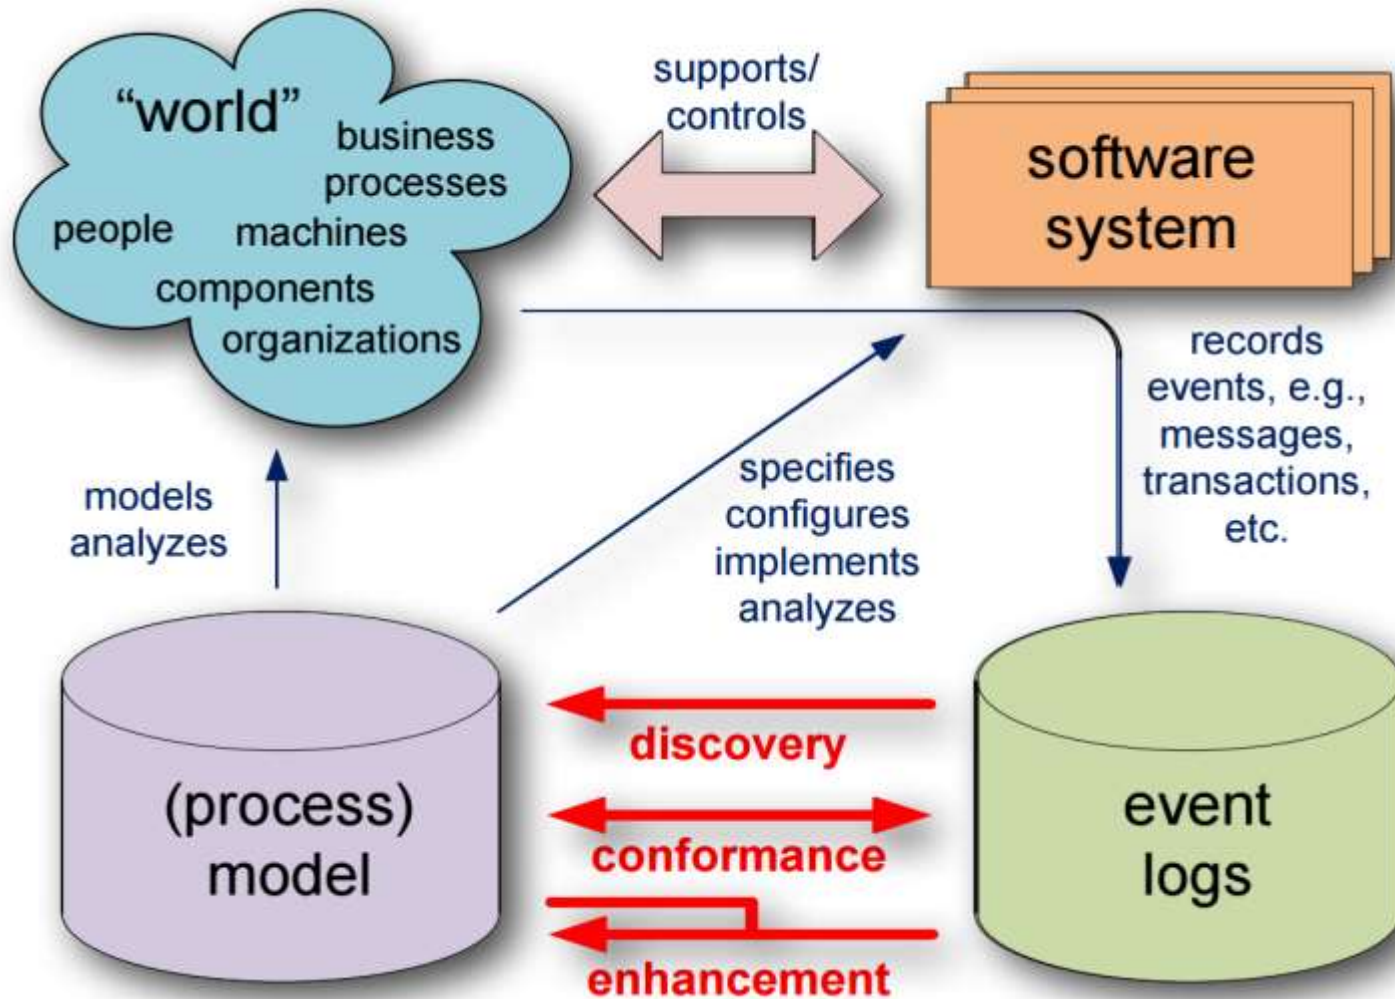 “world”
business
processes
people
machines
components
organizations
supports/
controls
software
system
records
events, e.g.,
messages,
transactions,
etc.
models
analyzes
specifies
configures
implements
analyzes
(process)
model
discovery
conformance
enhancement
event
logs